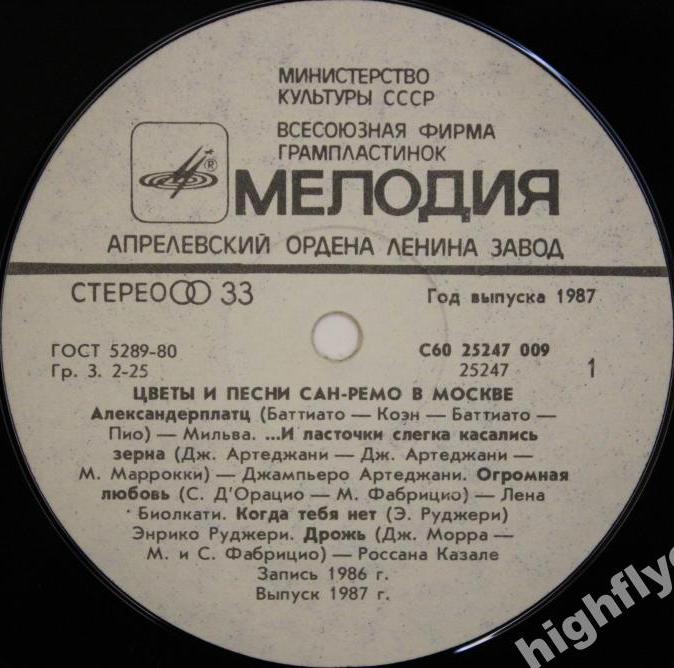 МИНИСТЕРСТВО
КУЛЬТУРЫ СССР
ВСЕСОЮЗНАЯ ФИРМА
ГРАМПЛАСТИНОК
® МЕЛОДИЯ
АПРЕЛЕВСКИЙ ОРДЕНА ЛЕНИНА ЗАВОД
СТЕРЕО 33 Год выпуска 1987
ГОСТ 5289-80 С60 25247 009
Гр. 3. 2-25 25247 1
ЦВЕТЫ И ПЕСНИ САН-РЕМО В МОСКВЕ
Александерплатц (Баттиато — Коэн — Баттиато —
Пио) — Мильва. ...И ласточки слегка касались
зерна (Дж. Артеджани — Дж. Артеджани —
М. Маррокки) — Джампьеро Артеджани. Огромная
любовь (С. Д'Орацио — М. Фабрицио) — Лена
Биолкати. Когда тебя нет (Э. Руджери)
Энрико Руджери. Дрожь (Дж. Морра —
М. и С. Фабрицио) — Россана Казале
Запись 1986 г.
Выпуск 1987 г.